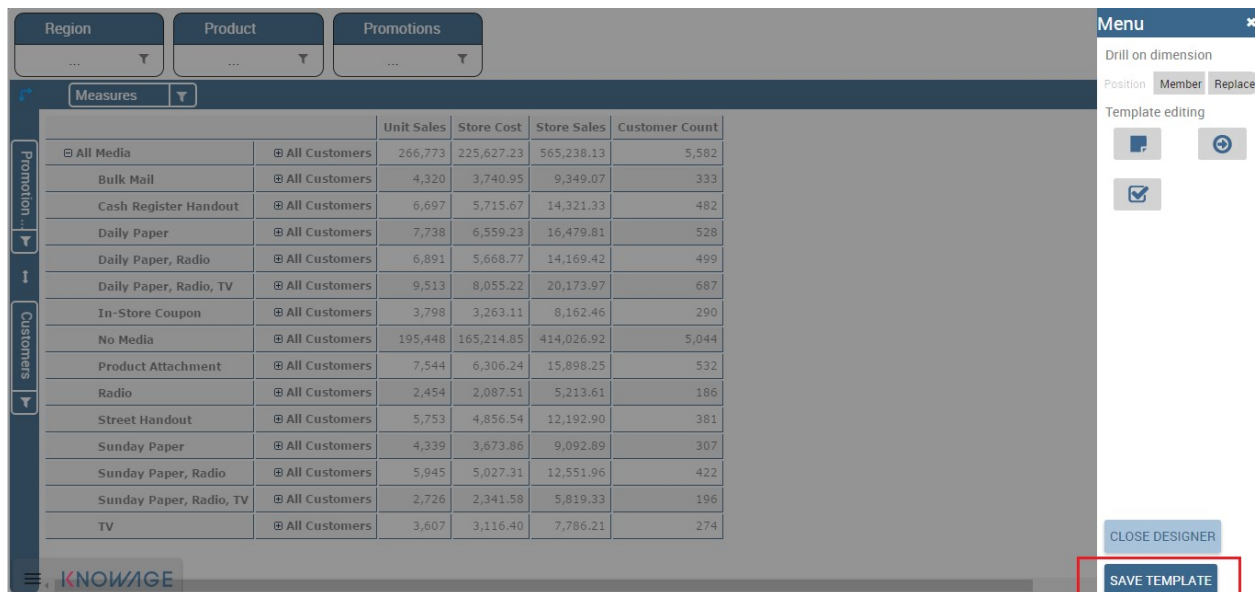 Region Product Promotions
... ... ...
Measures
Promotion ...
Customers
Unit Sales Store Cost Store Sales Customer Count
All Media All Customers 266,773 225,627.23 565,238.13 5,582
Bulk Mail All Customers 4,320 3,740.95 9,349.07 333
Cash Register Handout All Customers 6,697 5,715.67 14,321.33 482
Daily Paper All Customers 7,738 6,559.23 16,479.81 528
Daily Paper, Radio All Customers 6,891 5,668.77 14,169.42 499
Daily Paper, Radio, TV All Customers 9,513 8,055.22 20,173.97 687
In-Store Coupon All Customers 3,798 3,263.11 8,162.46 290
No Media All Customers 195,448 165,214.85 414,026.92 5,044
Product Attachment All Customers 7,544 6,306.24 15,898.25 532
Radio All Customers 2,454 2,087.51 5,213.61 186
Street Handout All Customers 5,753 4,856.54 12,192.90 381
Sunday Paper All Customers 4,339 3,673.86 9,092.89 307
Sunday Paper, Radio All Customers 5,945 5,027.31 12,551.96 422
Sunday Paper, Radio, TV All Customers 2,726 2,341.58 5,819.33 196
TV All Customers 3,607 3,116.40 7,786.21 274
KNOWAGE
Menu
Drill on dimension
Position Member Replace
Template editing
CLOSE DESIGNER
SAVE TEMPLATE